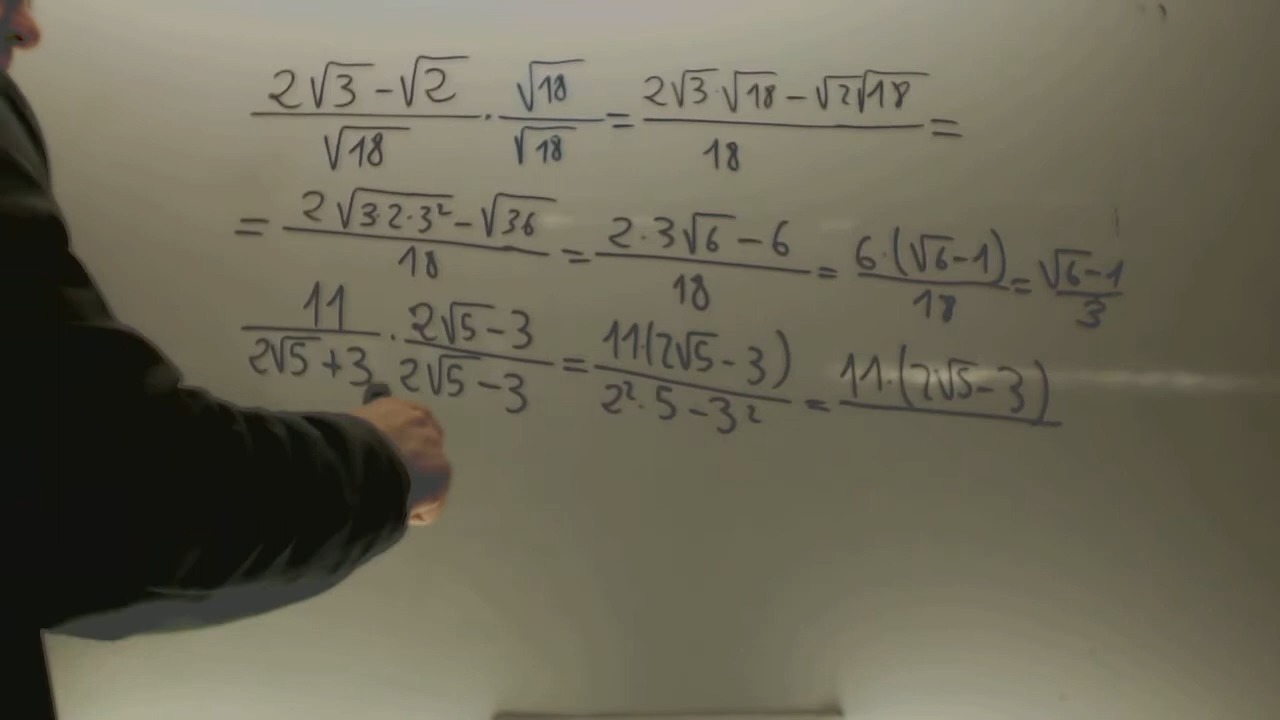 (2√3 - √2)/√18 · √18/√18 = (2√3·√18 - √2√18)/18 =
= (2√(3·2·3²) - √36)/18 = (2·3√6 - 6)/18 = 6·(√6-1)/18 = (√6-1)/3
11/(2√5+3) · (2√5-3)/(2√5-3) = 11·(2√5-3)/(2²·5-3²) = 11·(2√5-3)/